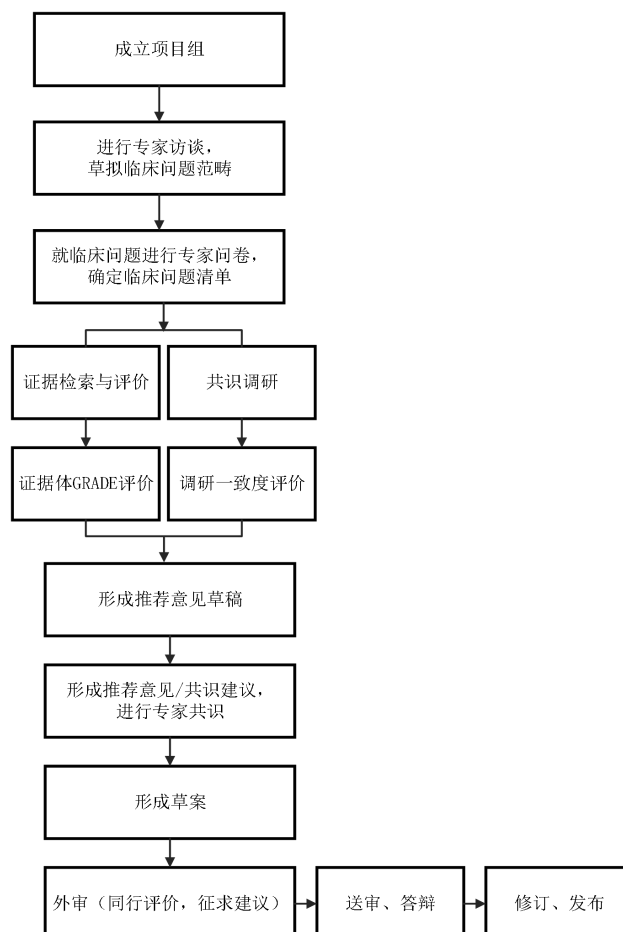 成立项目组
进行专家访谈,
草拟临床问题范畴
就临床问题进行专家问卷,
确定临床问题清单
证据检索与评价
共识调研
证据体GRADE评价
调研一致度评价
形成推荐意见草稿
形成推荐意见/共识建议,
进行专家共识
形成草案
外审（同行评价, 征求建议）
送审、答辩
修订、发布